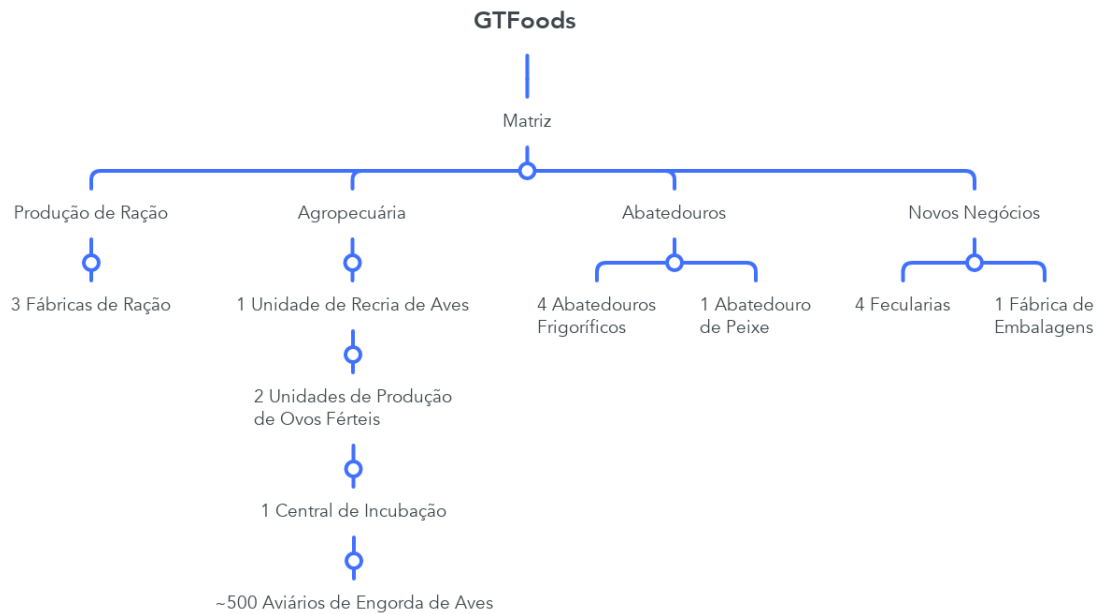 GTFoods
Matriz
Produção de Ração
Agropecuária
Abatedouros
Novos Negócios
3 Fábricas de Ração
1 Unidade de Recria de Aves
4 Abatedouros
Frigoríficos
1 Abatedouro
de Peixe
4 Fecularias
1 Fábrica de
Embalagens
2 Unidades de Produção
de Ovos Férteis
1 Central de Incubação
~500 Aviários de Engorda de Aves